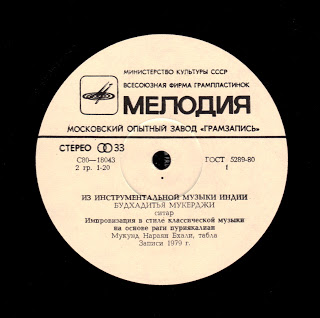 МИНИСТЕРСТВО КУЛЬТУРЫ СССР
ВСЕСОЮЗНАЯ ФИРМА ГРАМПЛАСТИНОК
МЕЛОДИЯ
МОСКОВСКИЙ ОПЫТНЫЙ ЗАВОД «ГРАМЗАПИСЬ»
СТЕРЕО 33
С80—18043 ГОСТ 5289-80
2 гр. 1-20 1
ИЗ ИНСТРУМЕНТАЛЬНОЙ МУЗЫКИ ИНДИИ
БУДХАДИТЬЯ МУКЕРДЖИ
ситар
Импровизация в стиле классической музыки
на основе раги пуриякалиан
Мукунд Нараян Бхали, табла
Записи 1979 г.